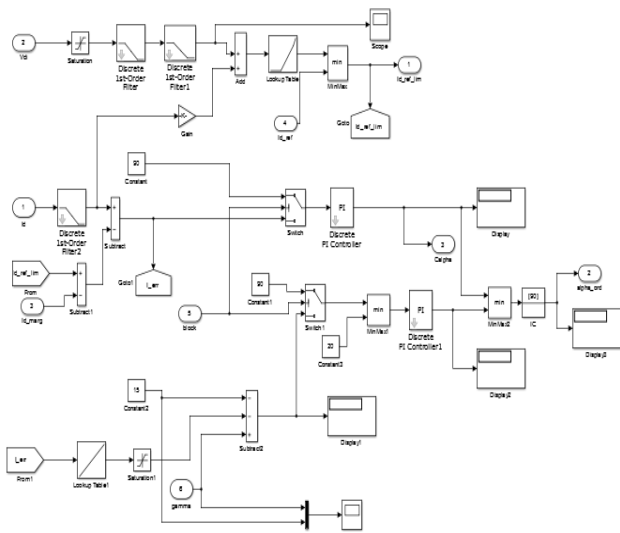 2
Vd
Saturation
Discrete
1st-Order
Filter
Discrete
1st-Order
Filter1
Add
Lookup Table
min
MinMax
Scope
1
Id_ref_lim
-K-
Gain
4
Id_ref
Goto
Id_ref_lim
90
Constant
1
Id
Discrete
1st-Order
Filter2
Subtract
Switch
PI
Discrete
PI Controller
Display
3
Calpha
Id_ref_lim
From
3
Id_marg
Subtract1
Goto1
I_err
5
block
90
Constant1
Switch1
20
Constant3
min
MinMax1
PI
Discrete
PI Controller1
min
MinMax2
[90]
IC
2
alpha_ord
Display3
Display2
15
Constant2
Subtract2
Display1
I_err
From1
Lookup Table1
Saturation1
6
gamma